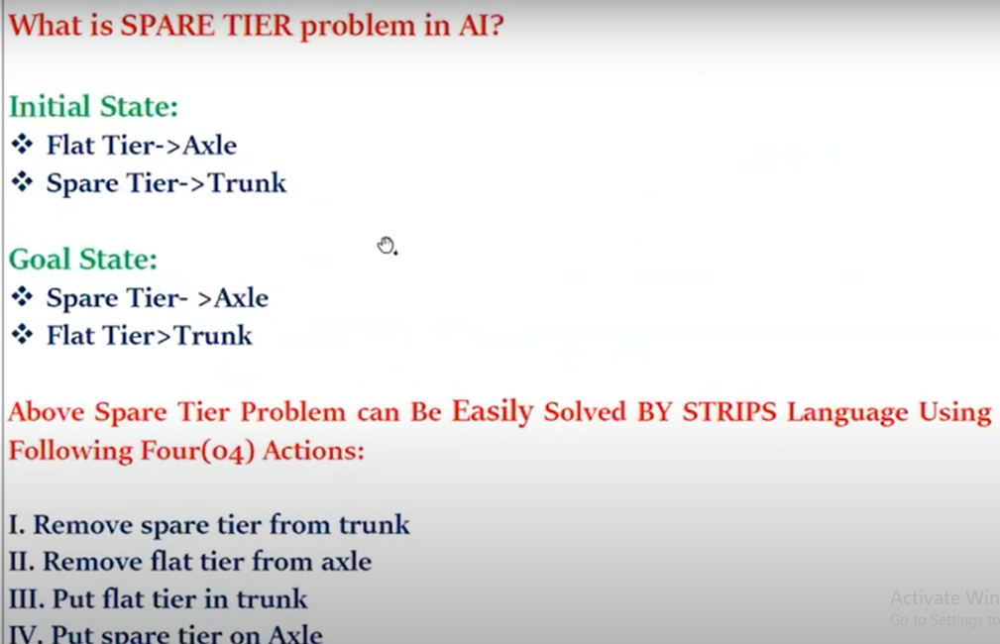 What is SPARE TIER problem in AI?
Initial State:
❖ Flat Tier->Axle
❖ Spare Tier->Trunk
Goal State:
❖ Spare Tier- >Axle
❖ Flat Tier>Trunk
Above Spare Tier Problem can Be Easily Solved BY STRIPS Language Using
Following Four(04) Actions:
I. Remove spare tier from trunk
II. Remove flat tier from axle
III. Put flat tier in trunk
IV. Put spare tier on Axle
Activate Win
Go to Settings to